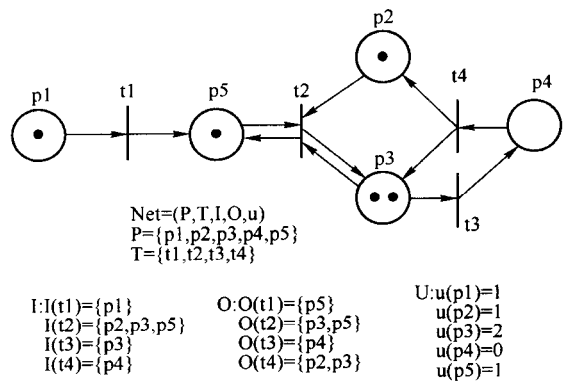 p2
t4
p4
p1
t1
p5
t2
p3
t3
Net=(P,T,I,O,u)
P={p1,p2,p3,p4,p5}
T={t1,t2,t3,t4}
I:I(t1)={p1}
I(t2)={p2,p3,p5}
I(t3)={p3}
I(t4)={p4}
O:O(t1)={p5}
O(t2)={p3,p5}
O(t3)={p4}
O(t4)={p2,p3}
U:u(p1)=1
u(p2)=1
u(p3)=2
u(p4)=0
u(p5)=1